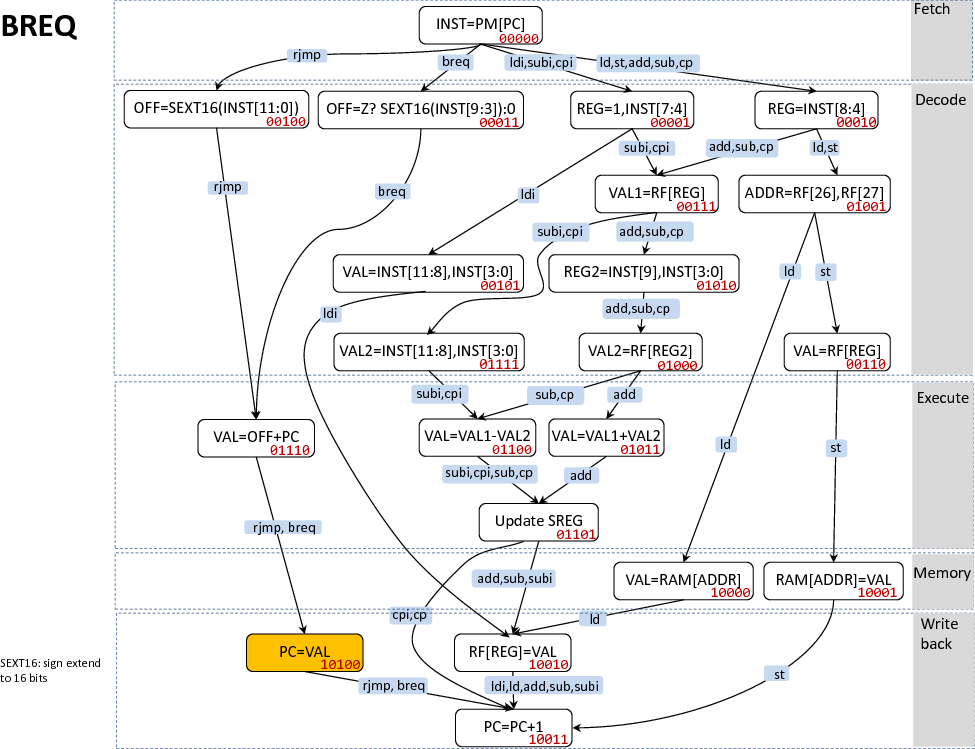 BREQ
Fetch
INST=PM[PC]
00000
rjmp
breq
ldi,subi,cpi
ld,st,add,sub,cp
Decode
OFF=SEXT16(INST[11:0])
00100
OFF=Z? SEXT16(INST[9:3]):0
00011
REG=1,INST[7:4]
00001
REG=INST[8:4]
00010
subi,cpi
add,sub,cp
ld,st
rjmp
breq
ldi
VAL1=RF[REG]
00111
ADDR=RF[26],RF[27]
01001
subi,cpi
add,sub,cp
VAL=INST[11:8],INST[3:0]
00101
REG2=INST[9],INST[3:0]
01010
ld
st
ldi
add,sub,cp
VAL2=INST[11:8],INST[3:0]
01111
VAL2=RF[REG2]
01000
VAL=RF[REG]
00110
Execute
subi,cpi
sub,cp
add
VAL=OFF+PC
01110
VAL=VAL1-VAL2
01100
VAL=VAL1+VAL2
01011
ld
st
subi,cpi,sub,cp
add
Update SREG
01101
rjmp, breq
Memory
add,sub,subi
VAL=RAM[ADDR]
10000
RAM[ADDR]=VAL
10001
cpi,cp
ld
Write
back
SEXT16: sign extend
to 16 bits
PC=VAL
10100
RF[REG]=VAL
10010
rjmp, breq
ldi,ld,add,sub,subi
st
PC=PC+1
10011